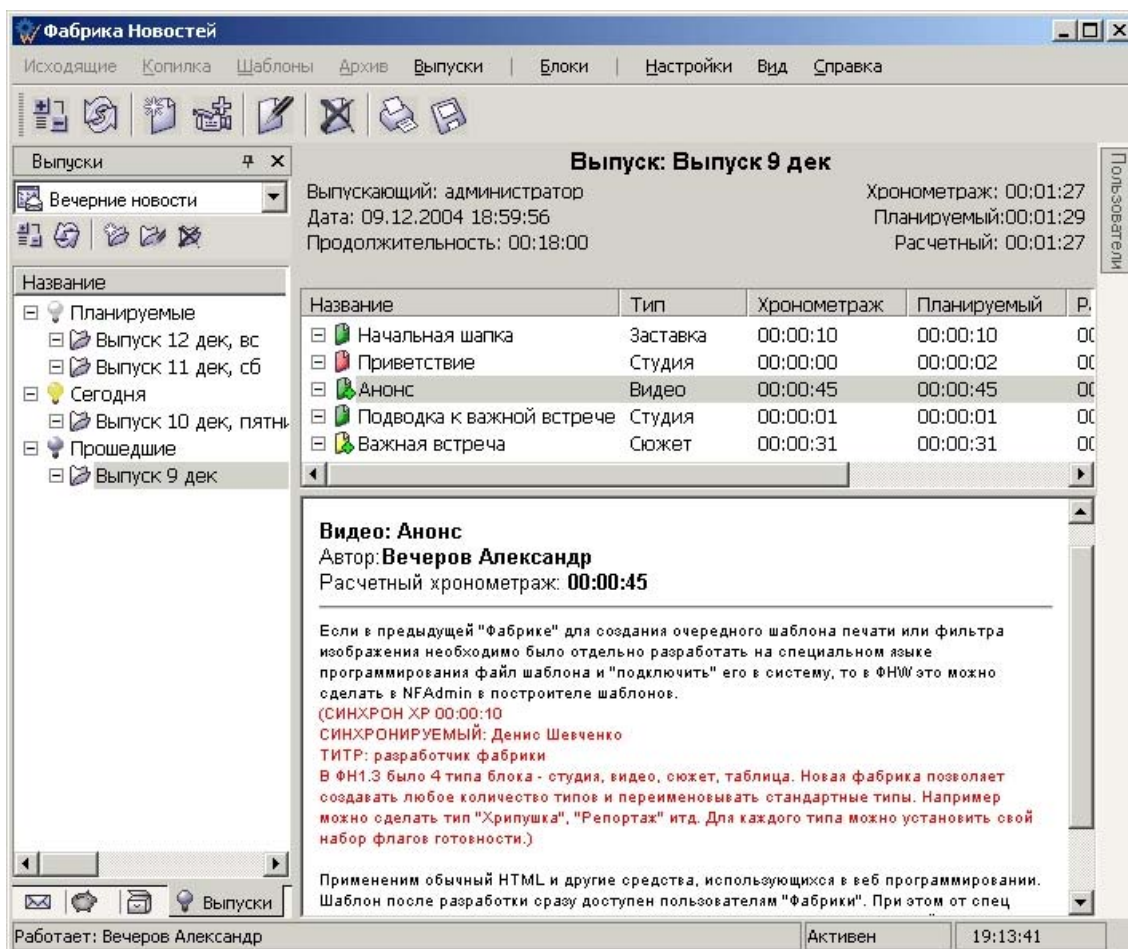 Фабрика Новостей
Исходящие Копилка Шаблоны Архив Выпуски | Блоки | Настройки Вид Справка
Выпуски
Вечерние новости
Название
Планируемые
Выпуск 12 дек, вс
Выпуск 11 дек, сб
Сегодня
Выпуск 10 дек, пятни
Прошедшие
Выпуск 9 дек
Выпуски
Выпуск: Выпуск 9 дек
Выпускающий: администратор
Дата: 09.12.2004 18:59:56
Продолжительность: 00:18:00
Хронометраж: 00:01:27
Планируемый:00:01:29
Расчетный: 00:01:27
Пользователи
Название Тип Хронометраж Планируемый Р.
Начальная шапка Заставка 00:00:10 00:00:10 00
Приветствие Студия 00:00:00 00:00:02 00
Анонс Видео 00:00:45 00:00:45 00
Подводка к важной встрече Студия 00:00:01 00:00:01 00
Важная встреча Сюжет 00:00:31 00:00:31 00
Видео: Анонс
Автор:Вечеров Александр
Расчетный хронометраж: 00:00:45
Если в предыдущей "Фабрике" для создания очередного шаблона печати или фильтра
изображения необходимо было отдельно разработать на специальном языке
программирования файл шаблона и "подключить" его в систему, то в ФНW это можно
сделать в NFAdmin в построителе шаблонов.
(СИНХРОН ХР 00:00:10
СИНХРОНИРУЕМЫЙ: Денис Шевченко
ТИТР: разработчик фабрики
В ФН1.3 было 4 типа блока - студия, видео, сюжет, таблица. Новая фабрика позволяет
создавать любое количество типов и переименовывать стандартные типы. Например
можно сделать тип "Хрипушка", "Репортаж" итд. Для каждого типа можно установить свой
набор флагов готовности.)
Применением обычный HTML и другие средства, использующихся в веб программировании.
Шаблон после разработки сразу доступен пользователям "Фабрики". При этом от спец
Работает: Вечеров Александр
Активен
19:13:41